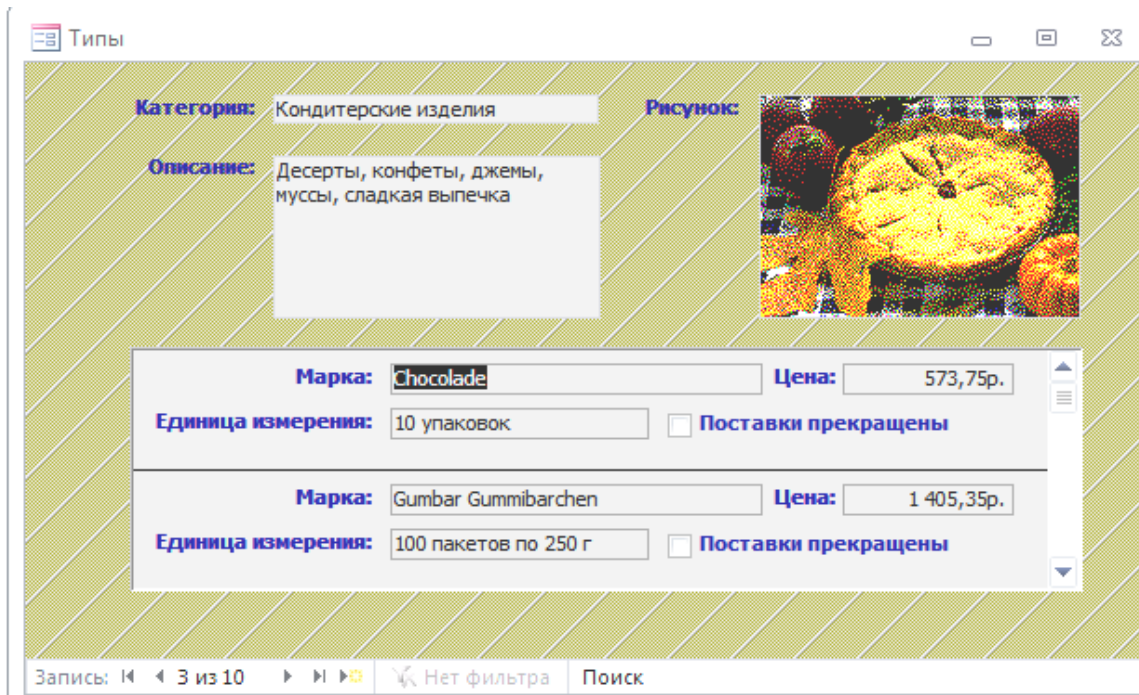 Типы
Категория: Кондитерские изделия Рисунок:
Описание: Десерты, конфеты, джемы,
муссы, сладкая выпечка
Марка: Chocolade Цена: 573,75р.
Единица измерения: 10 упаковок Поставки прекращены
Марка: Gumbar Gummibarchen Цена: 1 405,35р.
Единица измерения: 100 пакетов по 250 г Поставки прекращены
Запись: 3 из 10 Нет фильтра Поиск